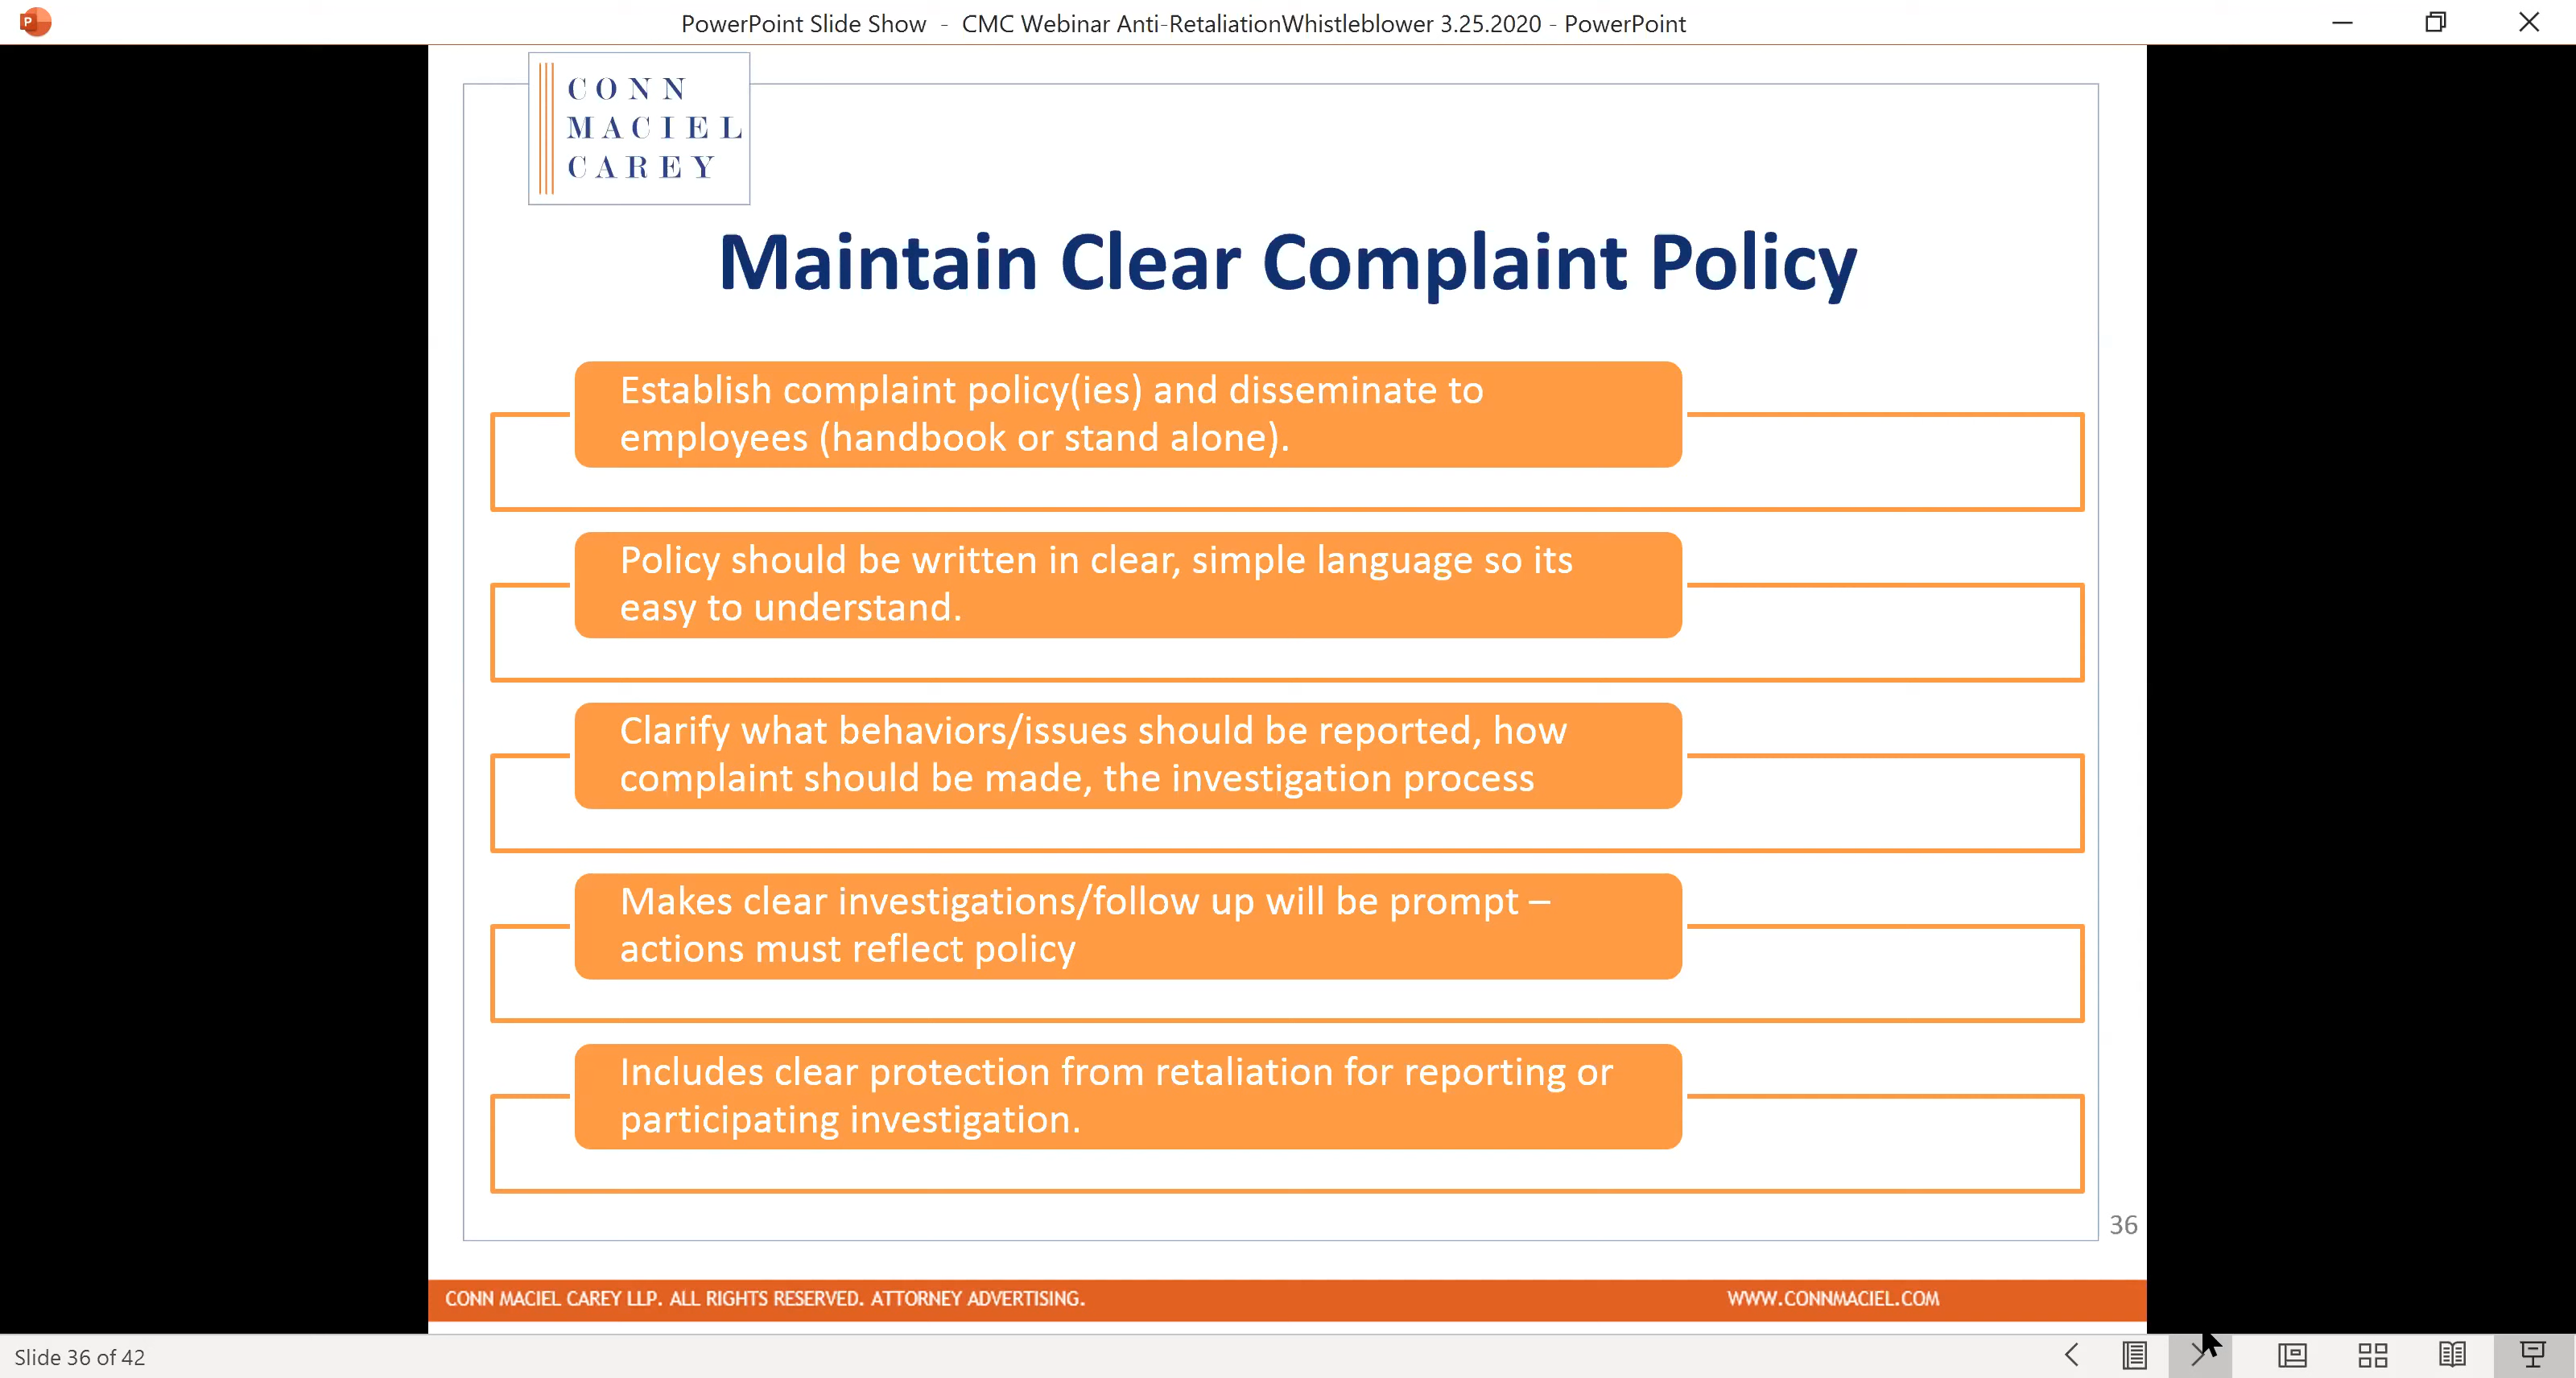 PowerPoint Slide Show - CMC Webinar Anti-RetaliationWhistleblower 3.25.2020 - PowerPoint
CONN
MACIEL
CAREY
Maintain Clear Complaint Policy
Establish complaint policy(ies) and disseminate to
employees (handbook or stand alone).
Policy should be written in clear, simple language so its
easy to understand.
Clarify what behaviors/issues should be reported, how
complaint should be made, the investigation process
Makes clear investigations/follow up will be prompt –
actions must reflect policy
Includes clear protection from retaliation for reporting or
participating investigation.
36
CONN MACIEL CAREY LLP. ALL RIGHTS RESERVED. ATTORNEY ADVERTISING.
WWW.CONNMACIEL.COM
Slide 36 of 42